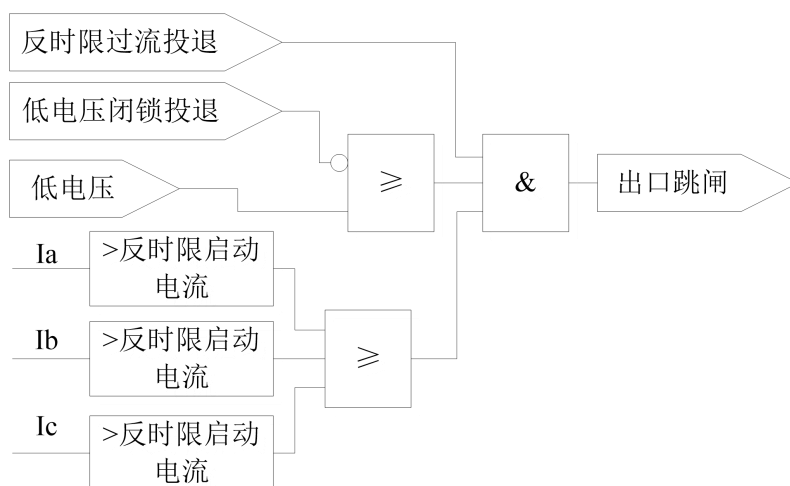 反时限过流投退
低电压闭锁投退
低电压
≥
&
出口跳闸
Ia
>反时限启动
电流
Ib
>反时限启动
电流
≥
Ic
>反时限启动
电流